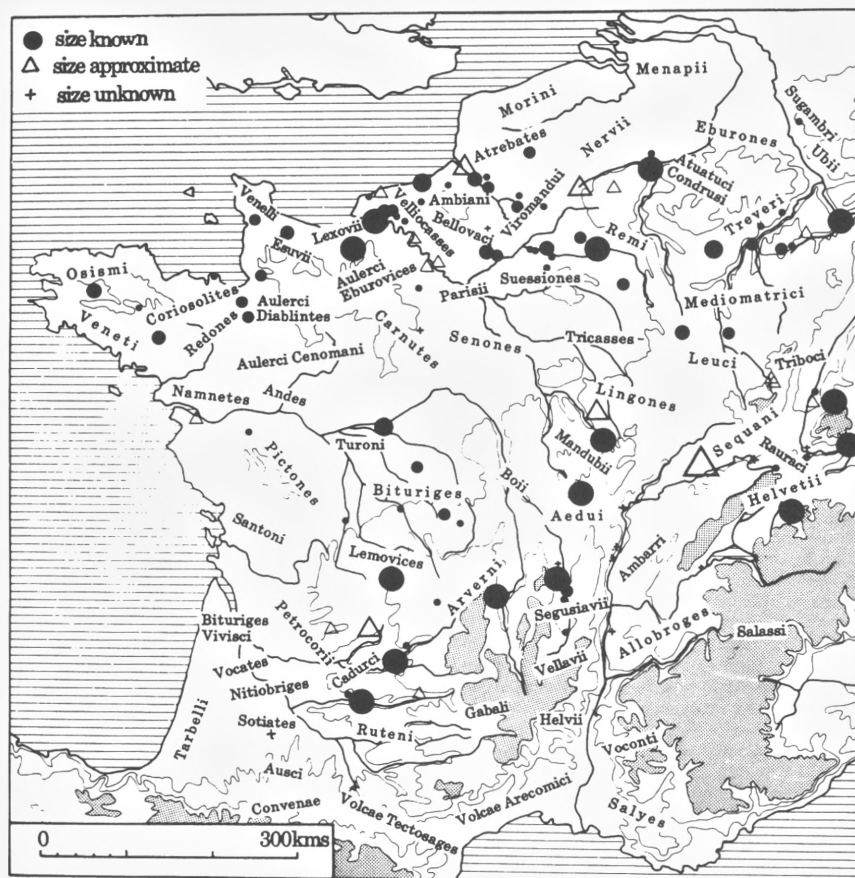 size known
size approximate
size unknown
Menapii
Morini
Sugambri
Nervii
Eburones
Ubii
Atrebates
Atuatuci
Condrusi
Ambiani
Viromandui
Venelli
Lexovii
Velliocasses
Bellovaci
Treveri
Esuvii
Remi
Osismi
Aulerci
Eburovices
Suessiones
Coriosolites
Parisii
Mediomatrici
Veneti
Redones
Aulerci
Diablintes
Carnutes
Senones
Tricasses
Aulerci Cenomani
Leuci
Triboci
Namnetes
Andes
Lingones
Turoni
Mandubii
Sequani
Rauraci
Pictones
Bituriges
Boii
Helvetii
Aedui
Santoni
Ambarri
Lemovices
Arverni
Segusiavii
Bituriges
Vivisci
Petrocorii
Allobroges
Salassi
Vocates
Cadurci
Vellavii
Nitiobriges
Gabali
Tarbelli
Sotiates
Ruteni
Helvii
Voconti
Ausci
Convenae
Volcae Tectosages
Volcae Arecomici
Salyes
0 300kms